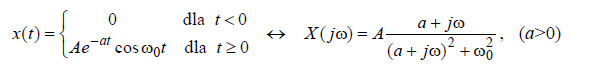 x(t) = { 0 dla t < 0
Ae^{-at} cos ω₀t dla t ≥ 0 ↔ X(jω) = A (a + jω) / ((a + jω)² + ω₀²), (a>0)